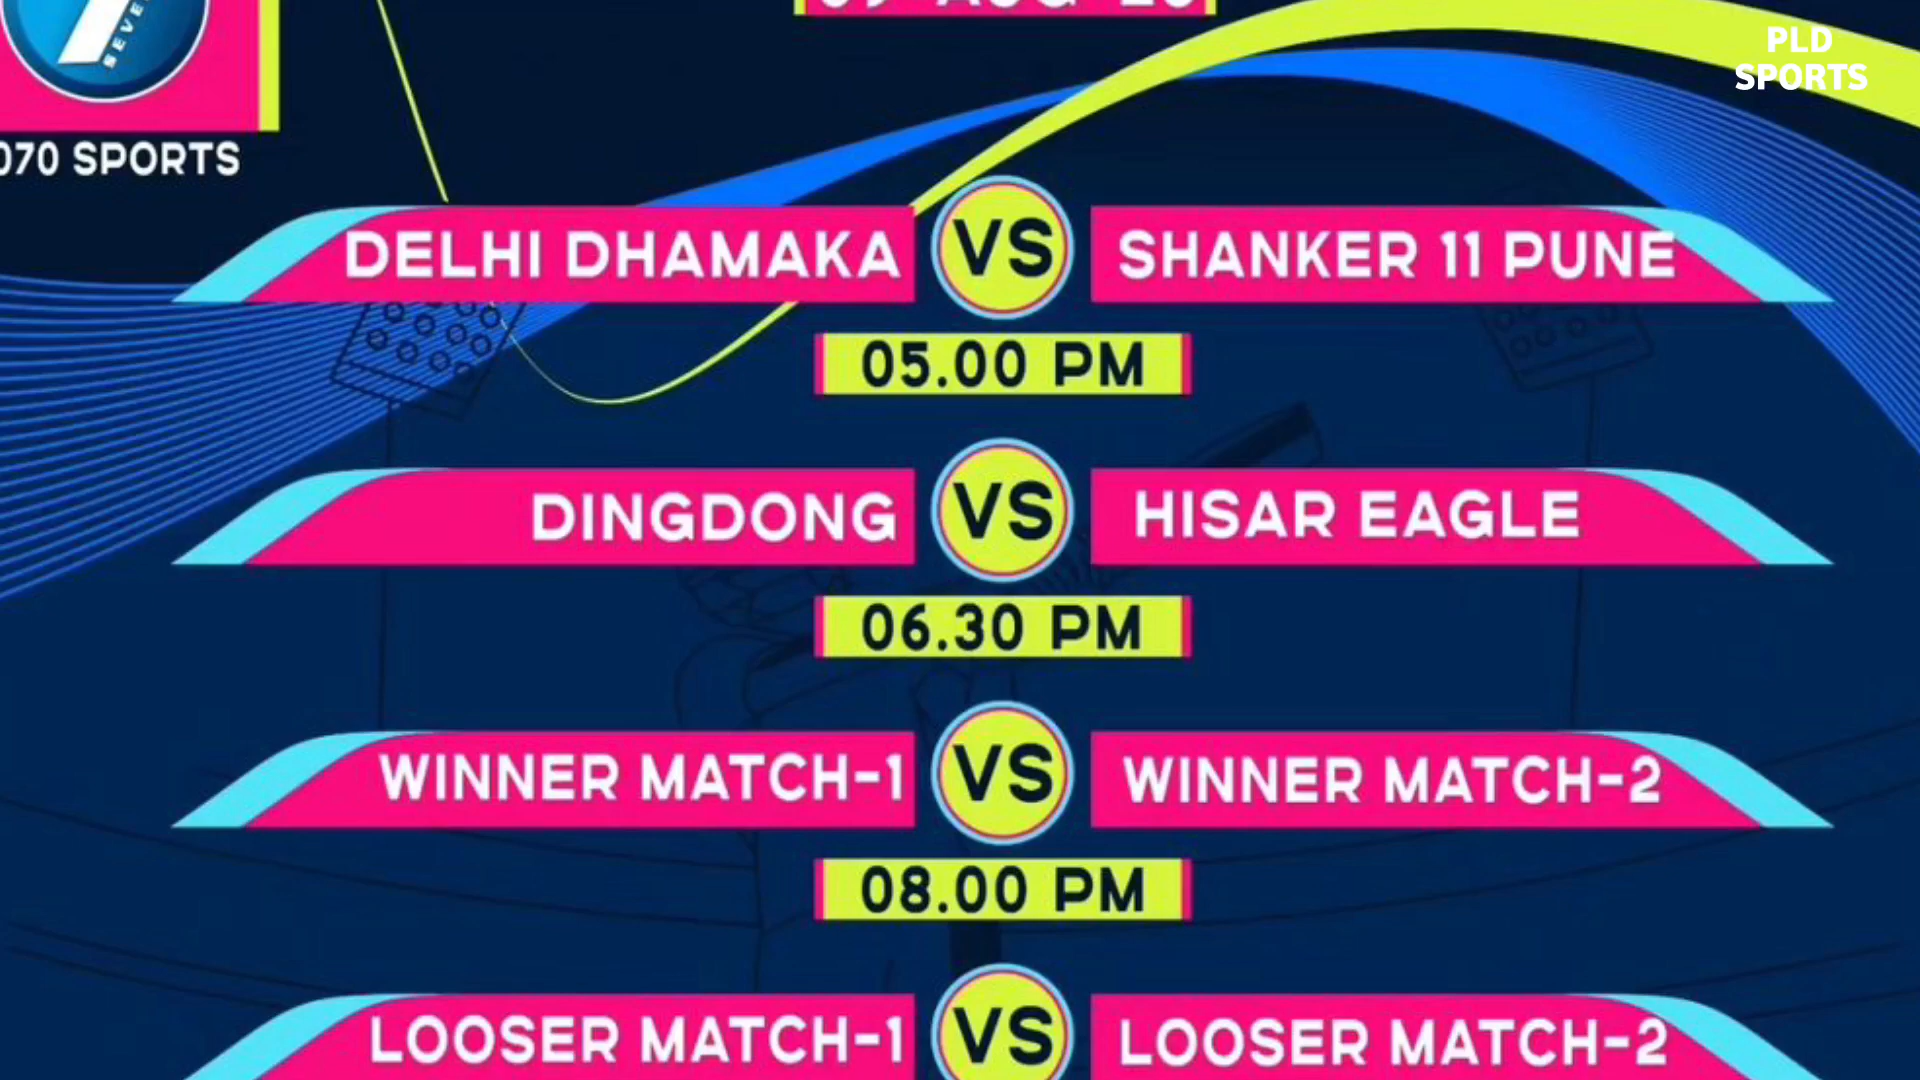 PLD
SPORTS
SEVE
070 SPORTS
DELHI DHAMAKA VS SHANKER 11 PUNE
05.00 PM
DINGDONG VS HISAR EAGLE
06.30 PM
WINNER MATCH-1 VS WINNER MATCH-2
08.00 PM
LOOSER MATCH-1 VS LOOSER MATCH-2